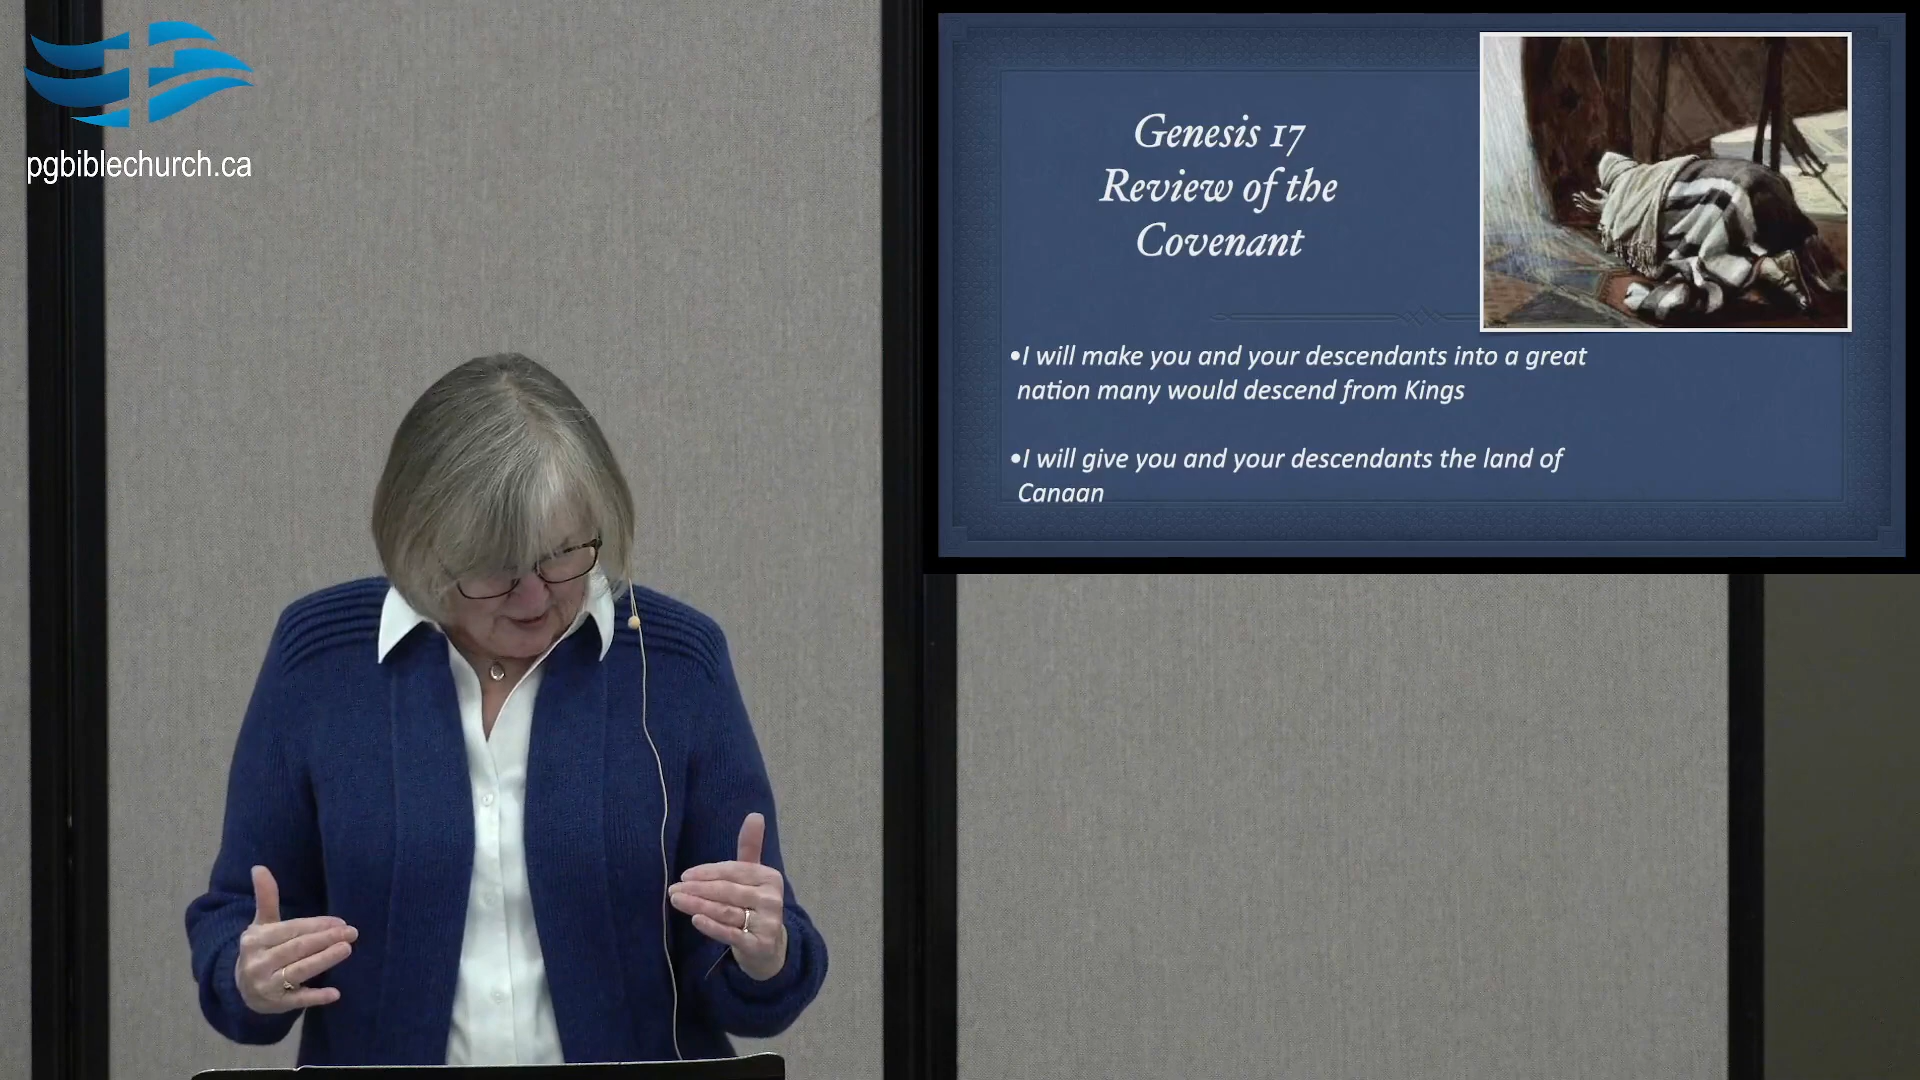 pgbiblechurch.ca
Genesis 17
Review of the
Covenant
•I will make you and your descendants into a great
nation many would descend from Kings
•I will give you and your descendants the land of
Canaan